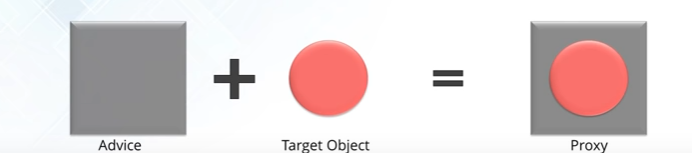 +
=
Advice
Target Object
Proxy